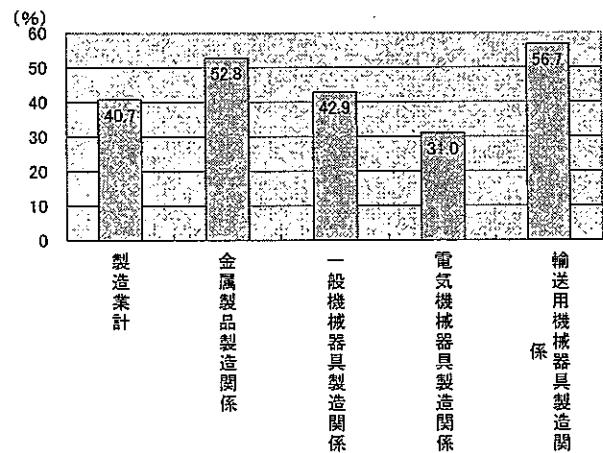 (%)
60
50
40
30
20
10
0
40.7
52.8
42.9
31.0
56.7
製造業計
金属製品製造関係
一般機械器具製造関係
電気機械器具製造関係
輸送用機械器具製造関
係